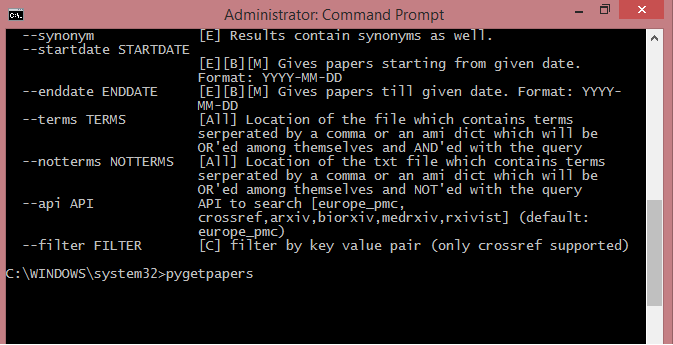 Administrator: Command Prompt
--synonym [E] Results contain synonyms as well.
--startdate STARTDATE
[E][B][M] Gives papers starting from given date.
Format: YYYY-MM-DD
--enddate ENDDATE [E][B][M] Gives papers till given date. Format: YYYY-
MM-DD
--terms TERMS [All] Location of the file which contains terms
serperated by a comma or an ami dict which will be
OR'ed among themselves and AND'ed with the query
--notterms NOTTERMS [All] Location of the txt file which contains terms
serperated by a comma or an ami dict which will be
OR'ed among themselves and NOT'ed with the query
--api API API to search [europe_pmc,
crossref,arxiv,biorxiv,medrxiv,rxivist] (default:
europe_pmc)
--filter FILTER [C] filter by key value pair (only crossref supported)
C:\WINDOWS\system32>pygetpapers